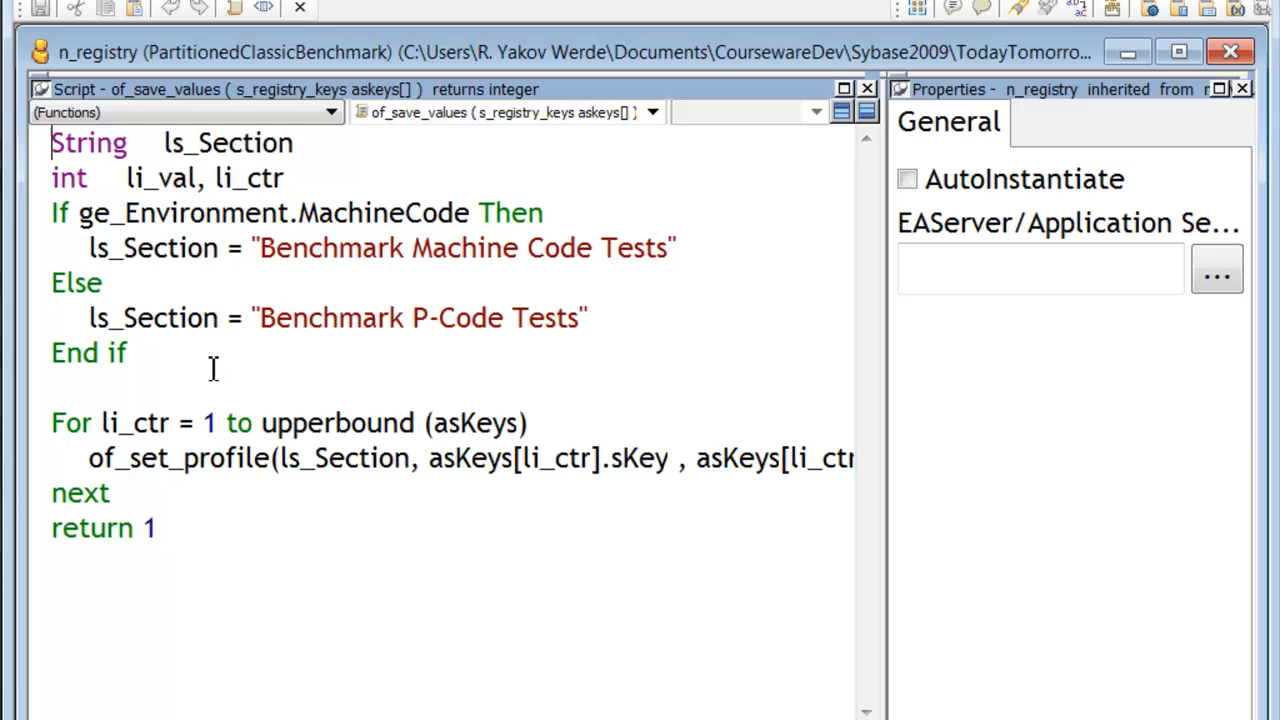 n_registry (PartitionedClassicBenchmark) (C:\Users\R. Yakov Werde\Documents\CoursewareDev\Sybase2009\TodayTomorro...
Script - of_save_values ( s_registry_keys askeys[] ) returns integer
(Functions)
of_save_values ( s_registry_keys askeys[] )
String ls_Section
int li_val, li_ctr
If ge_Environment.MachineCode Then
ls_Section = "Benchmark Machine Code Tests"
Else
ls_Section = "Benchmark P-Code Tests"
End if
For li_ctr = 1 to upperbound (asKeys)
of_set_profile(ls_Section, asKeys[li_ctr].sKey , asKeys[li_ctr
next
return 1
Properties - n_registry inherited from
General
AutoInstantiate
EAServer/Application Se...
...